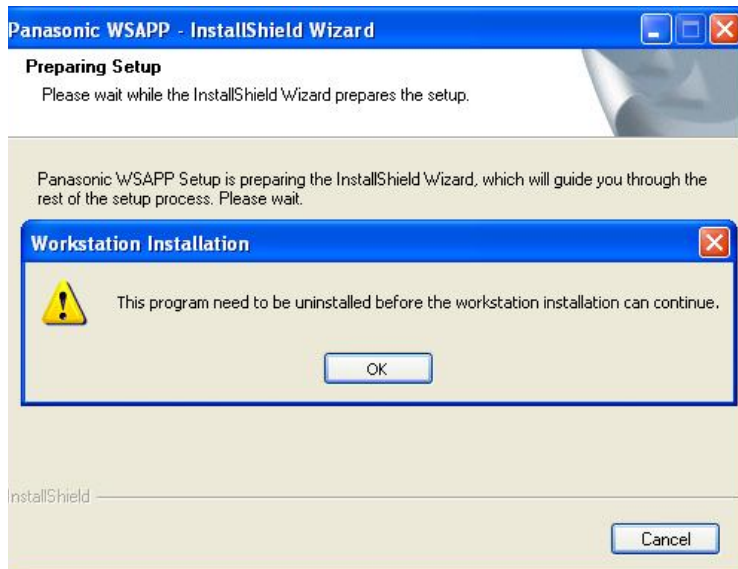 Panasonic WSAPP - InstallShield Wizard
Preparing Setup
Please wait while the InstallShield Wizard prepares the setup.
Panasonic WSAPP Setup is preparing the InstallShield Wizard, which will guide you through the
rest of the setup process. Please wait.
Workstation Installation
This program need to be uninstalled before the workstation installation can continue.
OK
InstallShield
Cancel